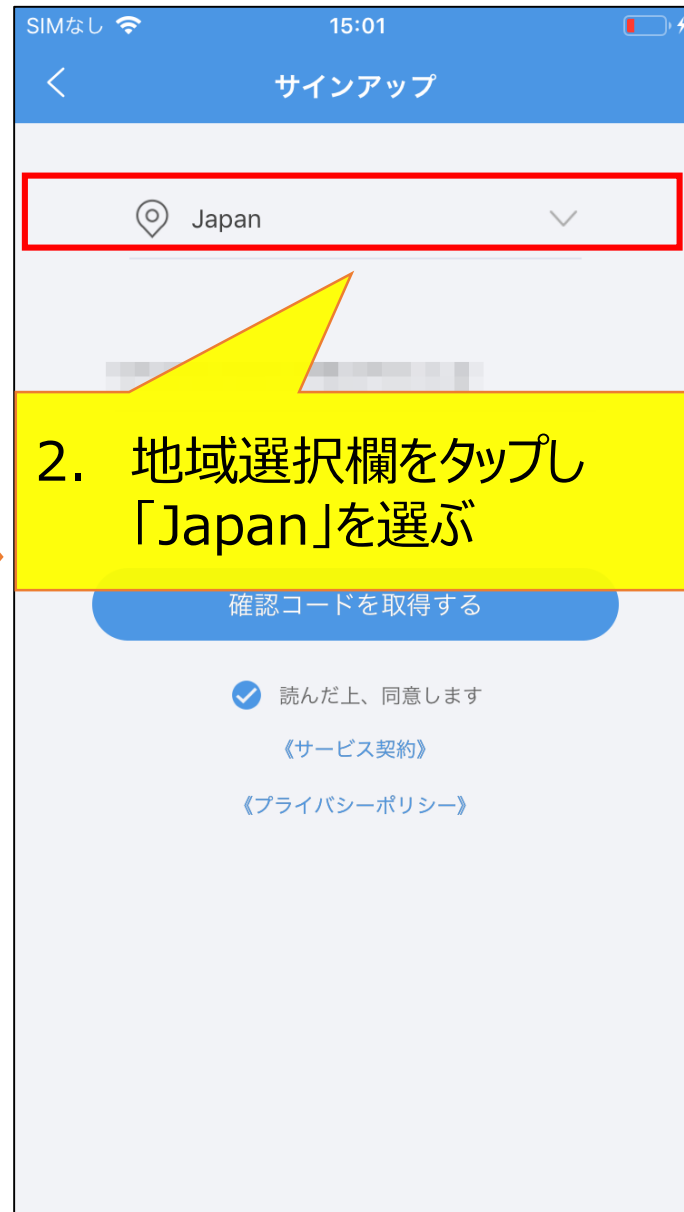 SIMなし 15:01
サインアップ
Japan
2. 地域選択欄をタップし
「Japan」を選ぶ
確認コードを取得する
読んだ上、同意します
《サービス契約》
《プライバシーポリシー》